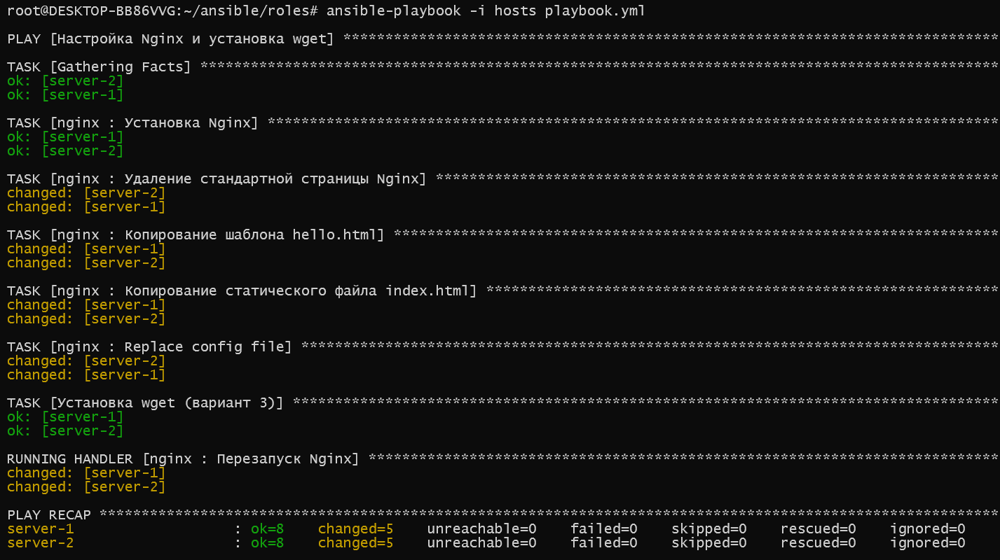 root@DESKTOP-BB86VVG:~/ansible/roles# ansible-playbook -i hosts playbook.yml
PLAY [Настройка Nginx и установка wget] ******************************************************************************
TASK [Gathering Facts] ***********************************************************************************************
ok: [server-2]
ok: [server-1]
TASK [nginx : Установка Nginx] ***************************************************************************************
ok: [server-1]
ok: [server-2]
TASK [nginx : Удаление стандартной страницы Nginx] *******************************************************************
changed: [server-2]
changed: [server-1]
TASK [nginx : Копирование шаблона hello.html] ************************************************************************
changed: [server-1]
changed: [server-2]
TASK [nginx : Копирование статического файла index.html] *************************************************************
changed: [server-1]
changed: [server-2]
TASK [nginx : Replace config file] ***********************************************************************************
changed: [server-2]
changed: [server-1]
TASK [Установка wget (вариант 3)] ************************************************************************************
ok: [server-1]
ok: [server-2]
RUNNING HANDLER [nginx : Перезапуск Nginx] ***************************************************************************
changed: [server-1]
changed: [server-2]
PLAY RECAP ***********************************************************************************************************
server-1                   : ok=8    changed=5    unreachable=0    failed=0    skipped=0    rescued=0    ignored=0
server-2                   : ok=8    changed=5    unreachable=0    failed=0    skipped=0    rescued=0    ignored=0